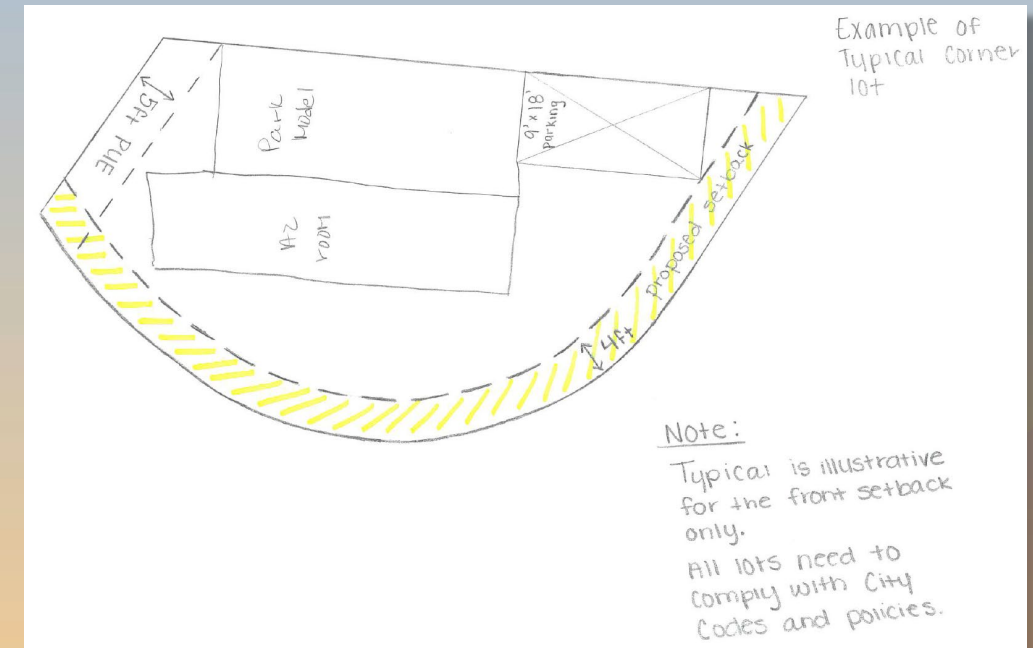 Example of
Typical Corner
lot
5ft PUE
Park
Model
9'x18'
parking
AZ
room
proposed setback
4ft
Note:
Typical is illustrative
for the front setback
only.
All lots need to
comply with City
Codes and policies.